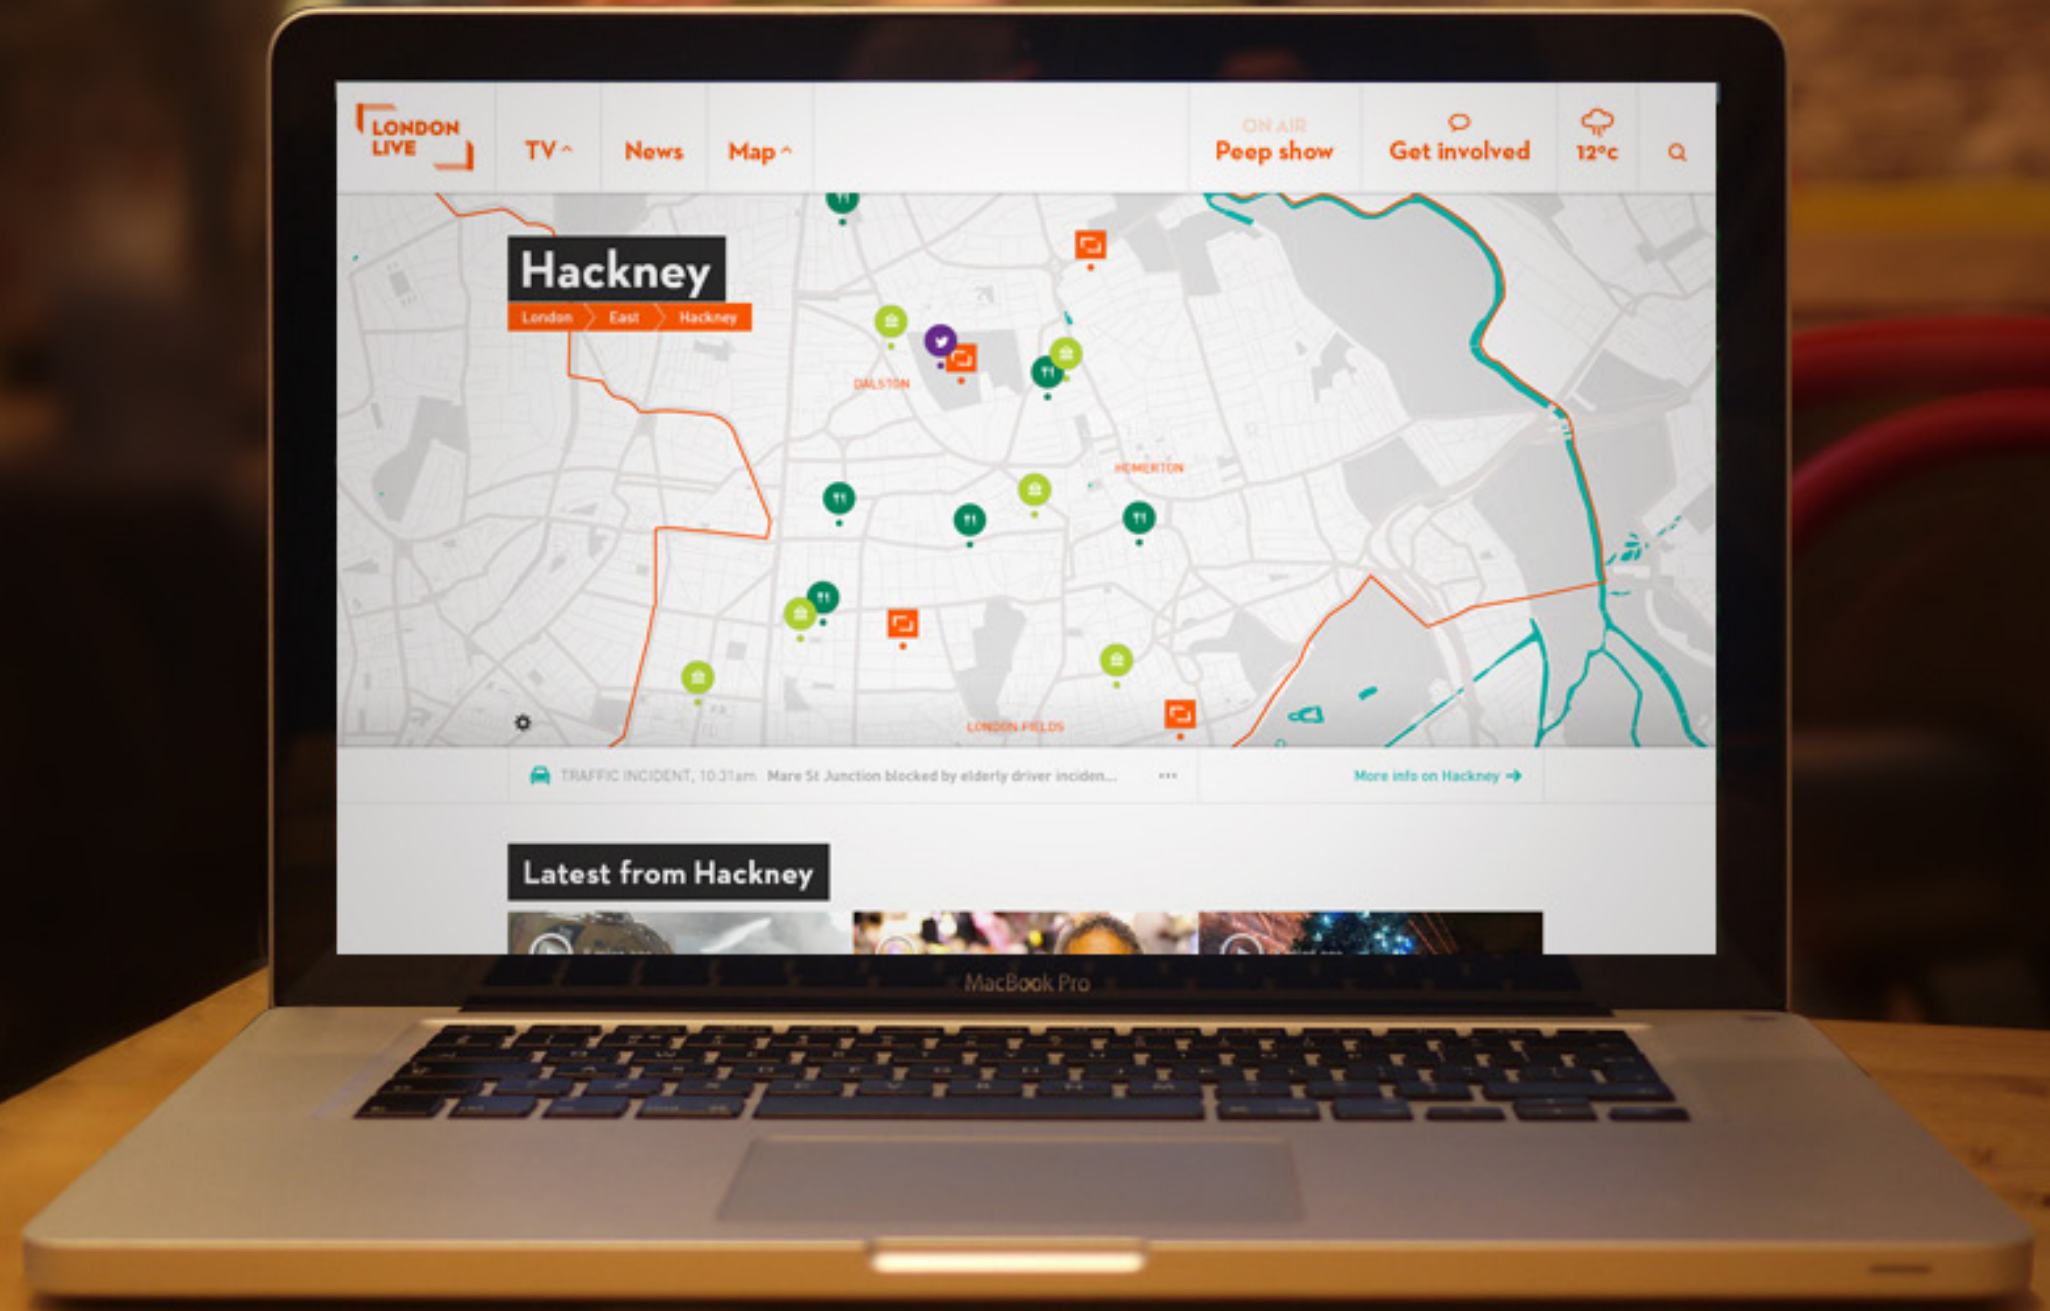 LONDON
LIVE
TV
News
Map
ON AIR
Peep show
Get involved
12°c
Hackney
London
East
Hackney
DALSTON
HOMERTON
LONDON FIELDS
TRAFFIC INCIDENT, 10:31am Mare St Junction blocked by elderly driver inciden...
More info on Hackney
Latest from Hackney
MacBook Pro